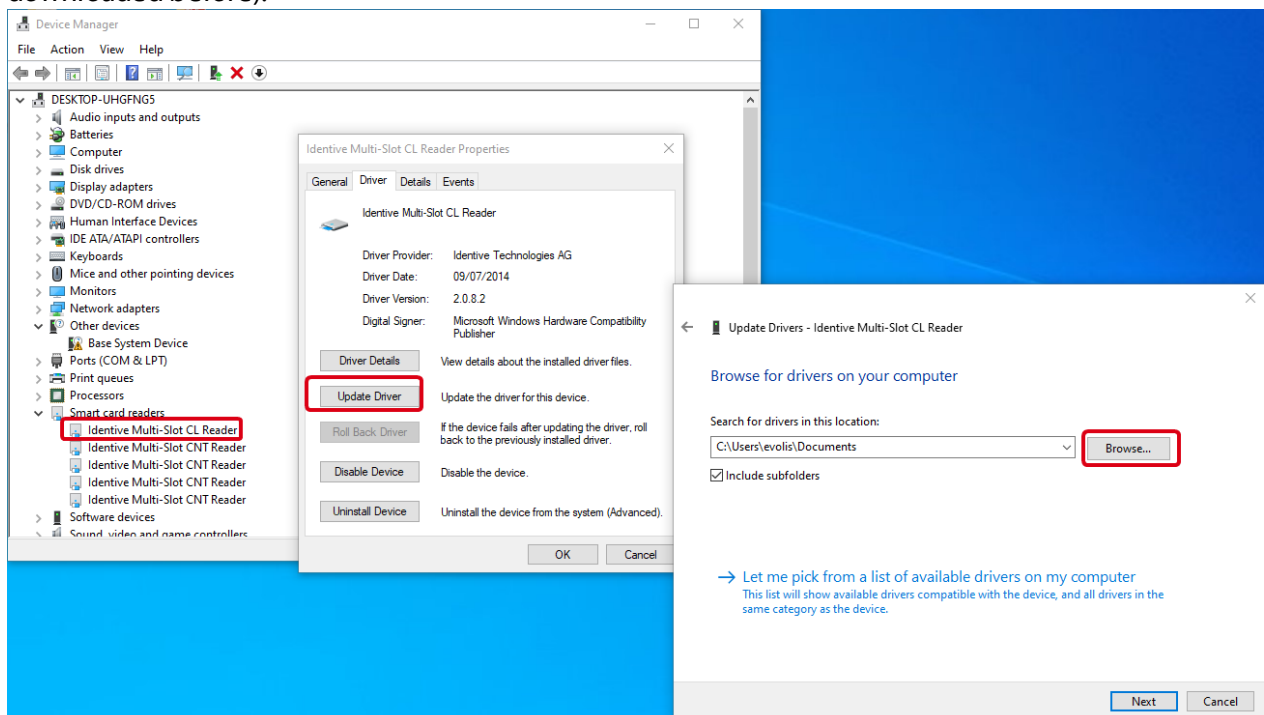 downloaded before).
Device Manager
File Action View Help
DESKTOP-UHGFNG5
Audio inputs and outputs
Batteries
Computer
Disk drives
Display adapters
DVD/CD-ROM drives
Human Interface Devices
IDE ATA/ATAPI controllers
Keyboards
Mice and other pointing devices
Monitors
Network adapters
Other devices
Base System Device
Ports (COM & LPT)
Print queues
Processors
Smart card readers
Identive Multi-Slot CL Reader
Identive Multi-Slot CNT Reader
Identive Multi-Slot CNT Reader
Identive Multi-Slot CNT Reader
Identive Multi-Slot CNT Reader
Software devices
Sound, video and game controllers
Identive Multi-Slot CL Reader Properties
General Driver Details Events
Identive Multi-Slot CL Reader
Driver Provider: Identive Technologies AG
Driver Date: 09/07/2014
Driver Version: 2.0.8.2
Digital Signer: Microsoft Windows Hardware Compatibility
Publisher
Driver Details View details about the installed driver files.
Update Driver Update the driver for this device.
Roll Back Driver If the device fails after updating the driver, roll
back to the previously installed driver.
Disable Device Disable the device.
Uninstall Device Uninstall the device from the system (Advanced).
OK Cancel
Update Drivers - Identive Multi-Slot CL Reader
Browse for drivers on your computer
Search for drivers in this location:
C:\Users\evolis\Documents Browse...
Include subfolders
Let me pick from a list of available drivers on my computer
This list will show available drivers compatible with the device, and all drivers in the
same category as the device.
Next Cancel